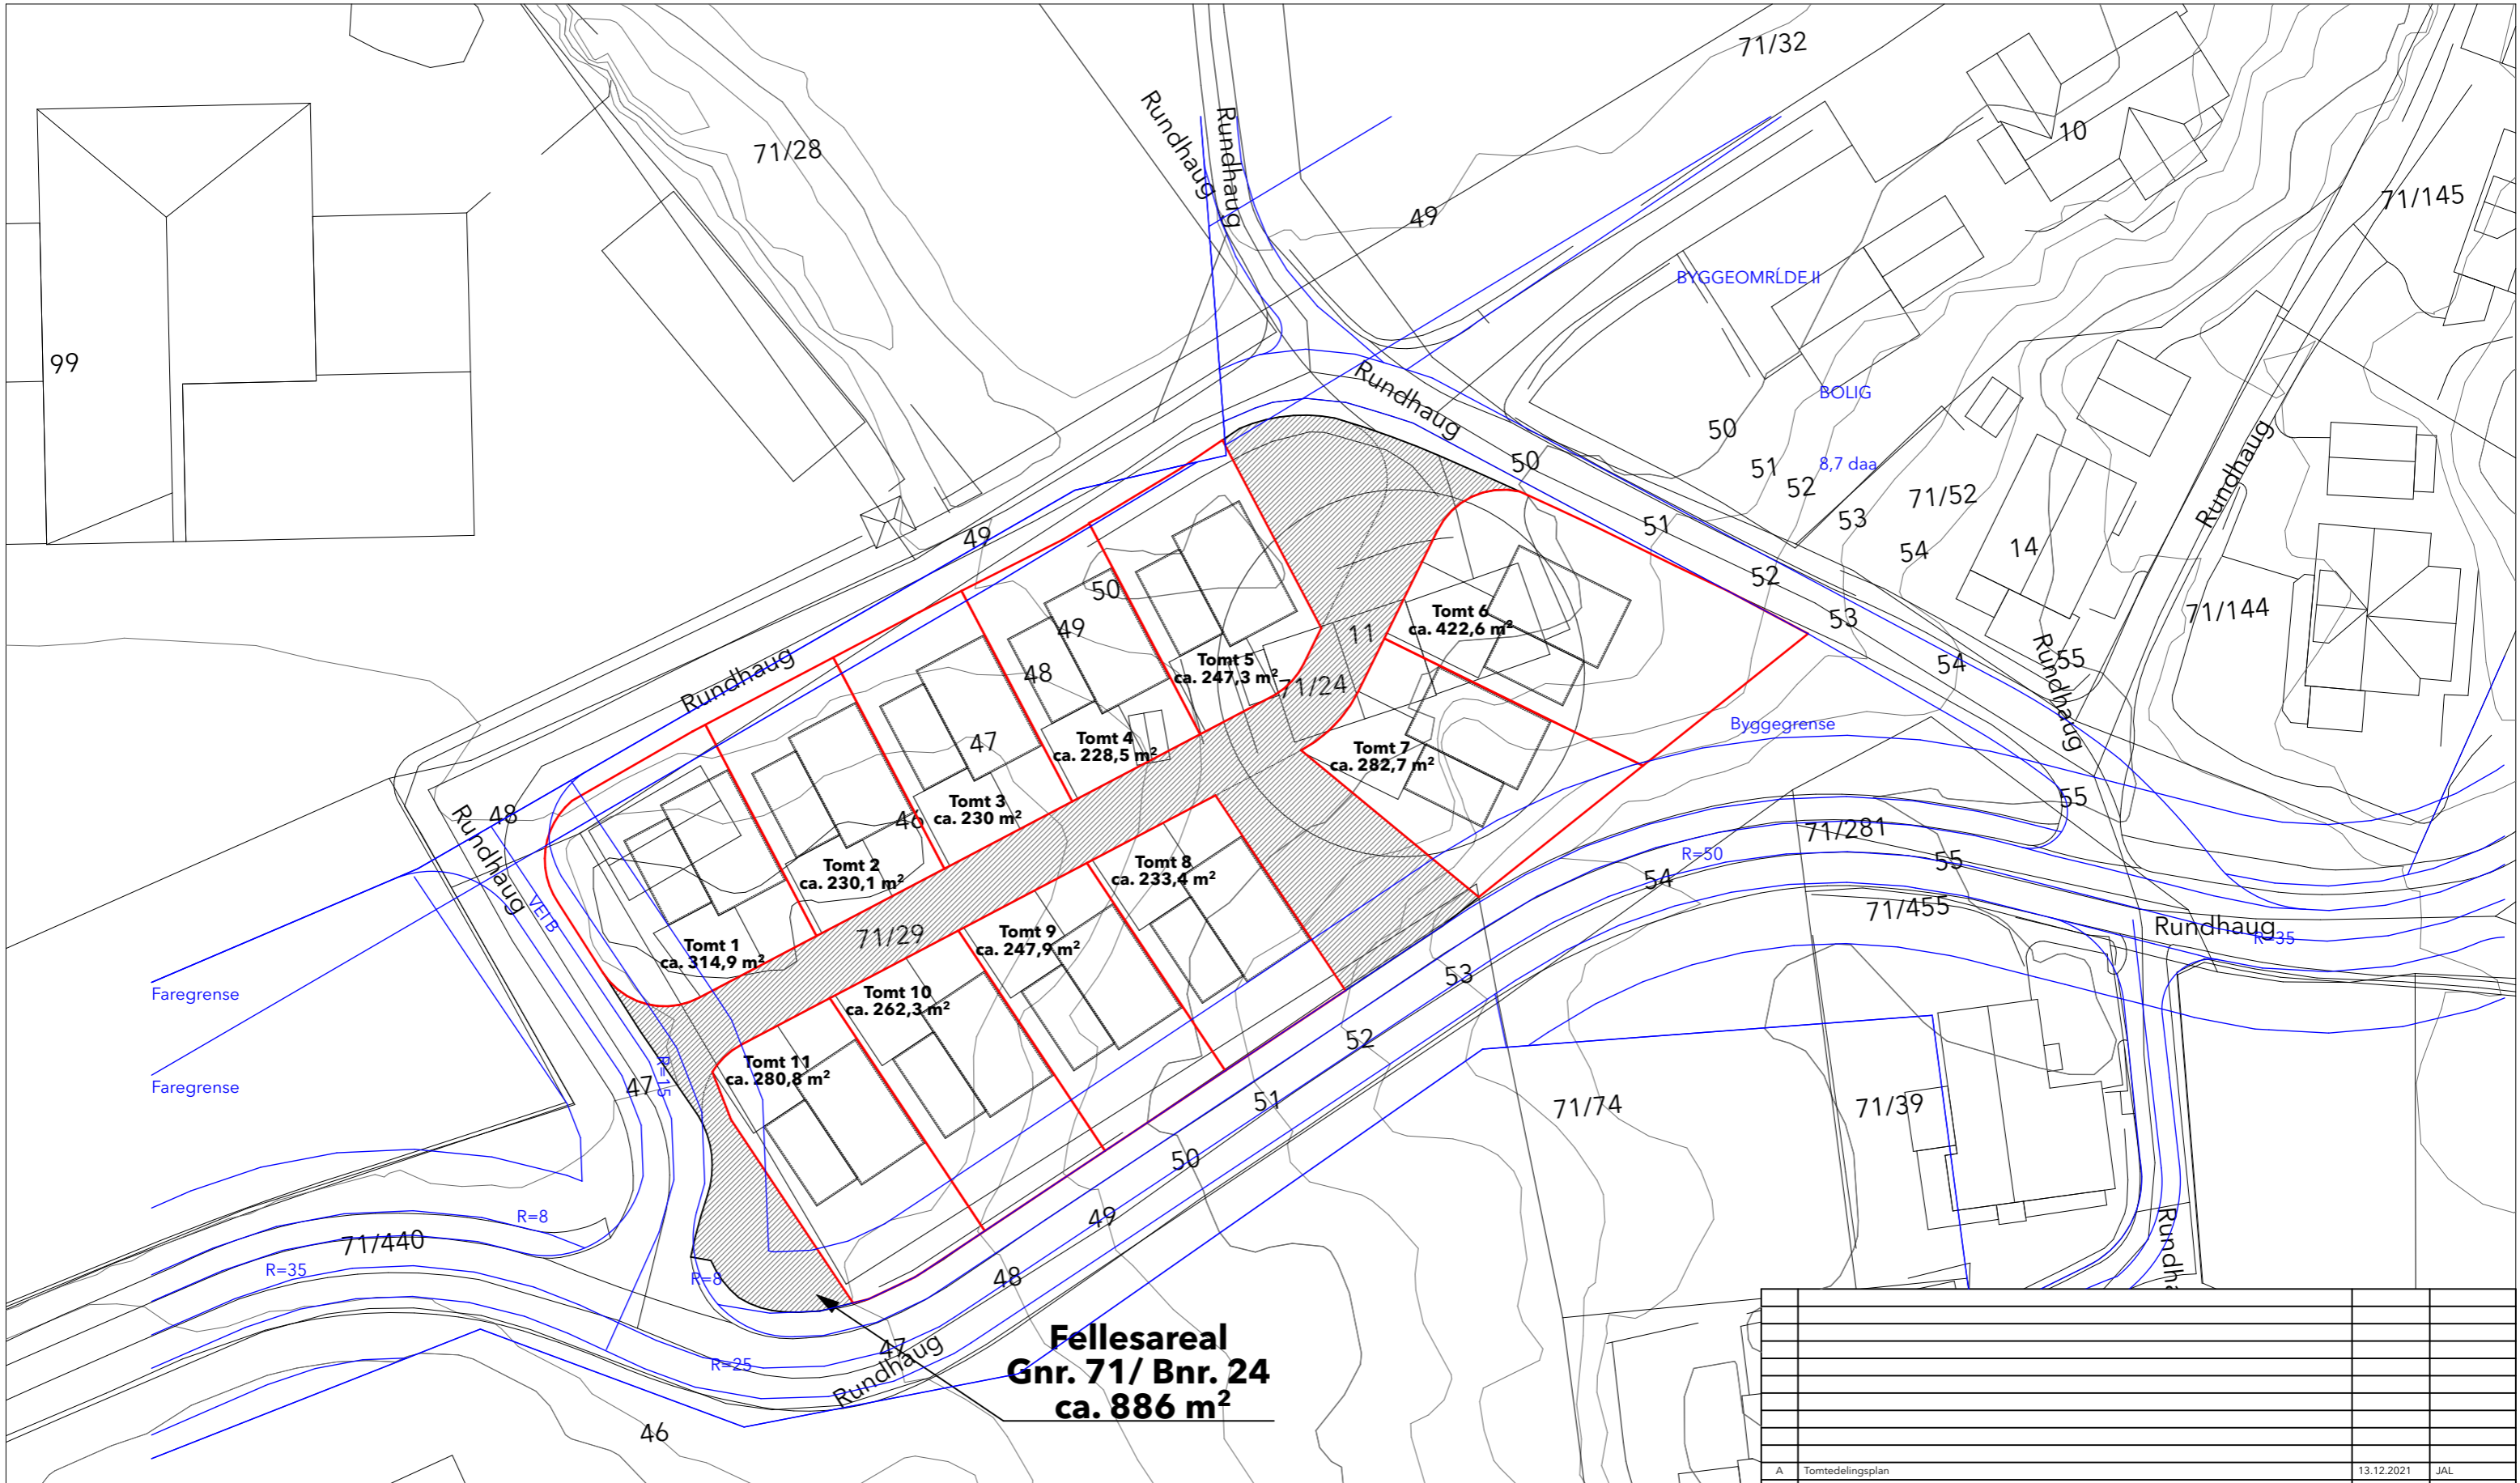 71/32
Rundhaug
Rundhaug
10
71/28
71/145
49
BYGGEOMRĹDE II
99
Rundhaug
BOLIG
50
50
51
8,7 daa
52
71/52
Rundhaug
53
51
49
54
14
52
50
Tomt 6
ca. 422,6 m²
53
71/144
49
11
Rundhaug
55
54
Rundhaug
48
Tomt 5
ca. 247,3 m²
71/24
Byggegrense
47
Tomt 4
ca. 228,5 m²
Tomt 7
ca. 282,7 m²
55
Rundhaug
48
Tomt 3
ca. 230 m²
46
71/281
R=50
55
Tomt 2
ca. 230,1 m²
Tomt 8
ca. 233,4 m²
54
VEI B
71/455
Rundhaug
R=35
71/29
Tomt 9
ca. 247,9 m²
Tomt 1
ca. 314,9 m²
53
Faregrense
Tomt 10
ca. 262,3 m²
52
Tomt 11
ca. 280,8 m²
R=15
47
Faregrense
51
71/74
71/39
50
R=8
49
71/440
Rundha
R=35
R=8
48
47
R=25
Rundhaug
Fellesareal
Gnr. 71/ Bnr. 24
ca. 886 m²
46
A Tomtedelingsplan 13.12.2021 JAL